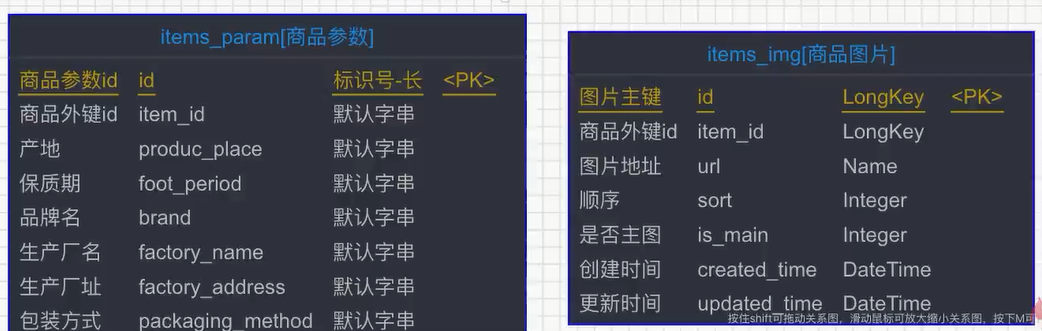 items_param[商品参数]
商品参数id id 标识号-长 <PK>
商品外键id item_id 默认字串
产地 produc_place 默认字串
保质期 foot_period 默认字串
品牌名 brand 默认字串
生产厂名 factory_name 默认字串
生产厂址 factory_address 默认字串
包装方式 packaging_method 默认字串
items_img[商品图片]
图片主键 id LongKey <PK>
商品外键id item_id LongKey
图片地址 url Name
顺序 sort Integer
是否主图 is_main Integer
创建时间 created_time DateTime
更新时间 updated_time DateTime
按住shift可拖动关系图，滑动鼠标可放大缩小关系图，按下M可